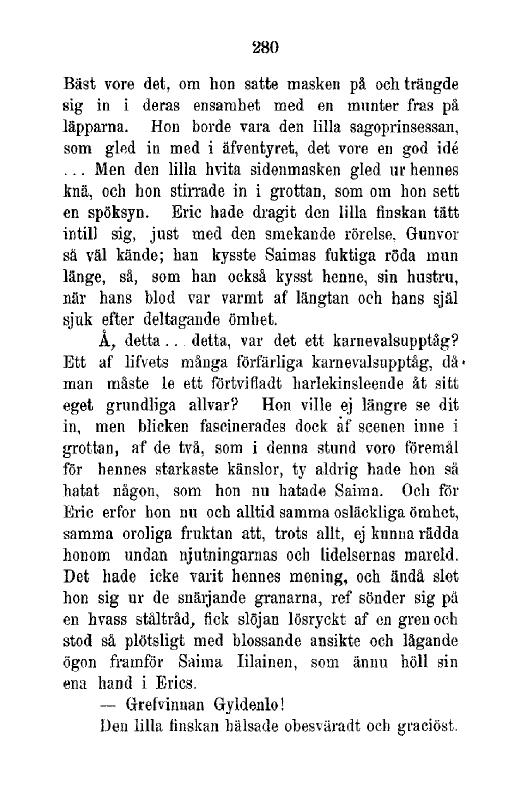 280
Bäst vore det, om hon satte masken på och trängde
sig in i deras ensamhet med en munter fras på
läpparna. Hon borde vara den lilla sagoprinsessan,
som gled in med i äfventyret, det vore en god idé
... Men den lilla hvita sidenmasken gled ur hennes
knä, och hon stirrade in i grottan, som om hon sett
en spöksyn. Eric hade dragit den lilla finskan tätt
intill sig, just med den smekande rörelse, Gunvor
så väl kände; han kysste Saimas fuktiga röda mun
länge, så, som han också kysst henne, sin hustru,
när hans blod var varmt af längtan och hans själ
sjuk efter deltagande ömhet.
Å, detta ... detta, var det ett karnevalsupptåg?
Ett af lifvets många förfärliga karnevalsupptåg, då
man måste le ett förtvifladt harlekinsleende åt sitt
eget grundliga allvar? Hon ville ej längre se dit
in, men blicken fascinerades dock af scenen inne i
grottan, af de två, som i denna stund voro föremål
för hennes starkaste känslor, ty aldrig hade hon så
hatat någon, som hon nu hatade Saima. Och för
Eric erfor hon nu och alltid samma osläckliga ömhet,
samma oroliga fruktan att, trots allt, ej kunna rädda
honom undan njutningarnas och lidelsernas mareld.
Det hade icke varit hennes mening, och ändå slet
hon sig ur de snärjande granarna, ref sönder sig på
en hvass ståltråd, fick slöjan lösryckt af en gren och
stod så plötsligt med blossande ansikte och lågande
ögon framför Saima Iilainen, som ännu höll sin
ena hand i Erics.
— Grefvinnan Gyldenlo!
Den lilla finskan hälsade obesväradt och graciöst.